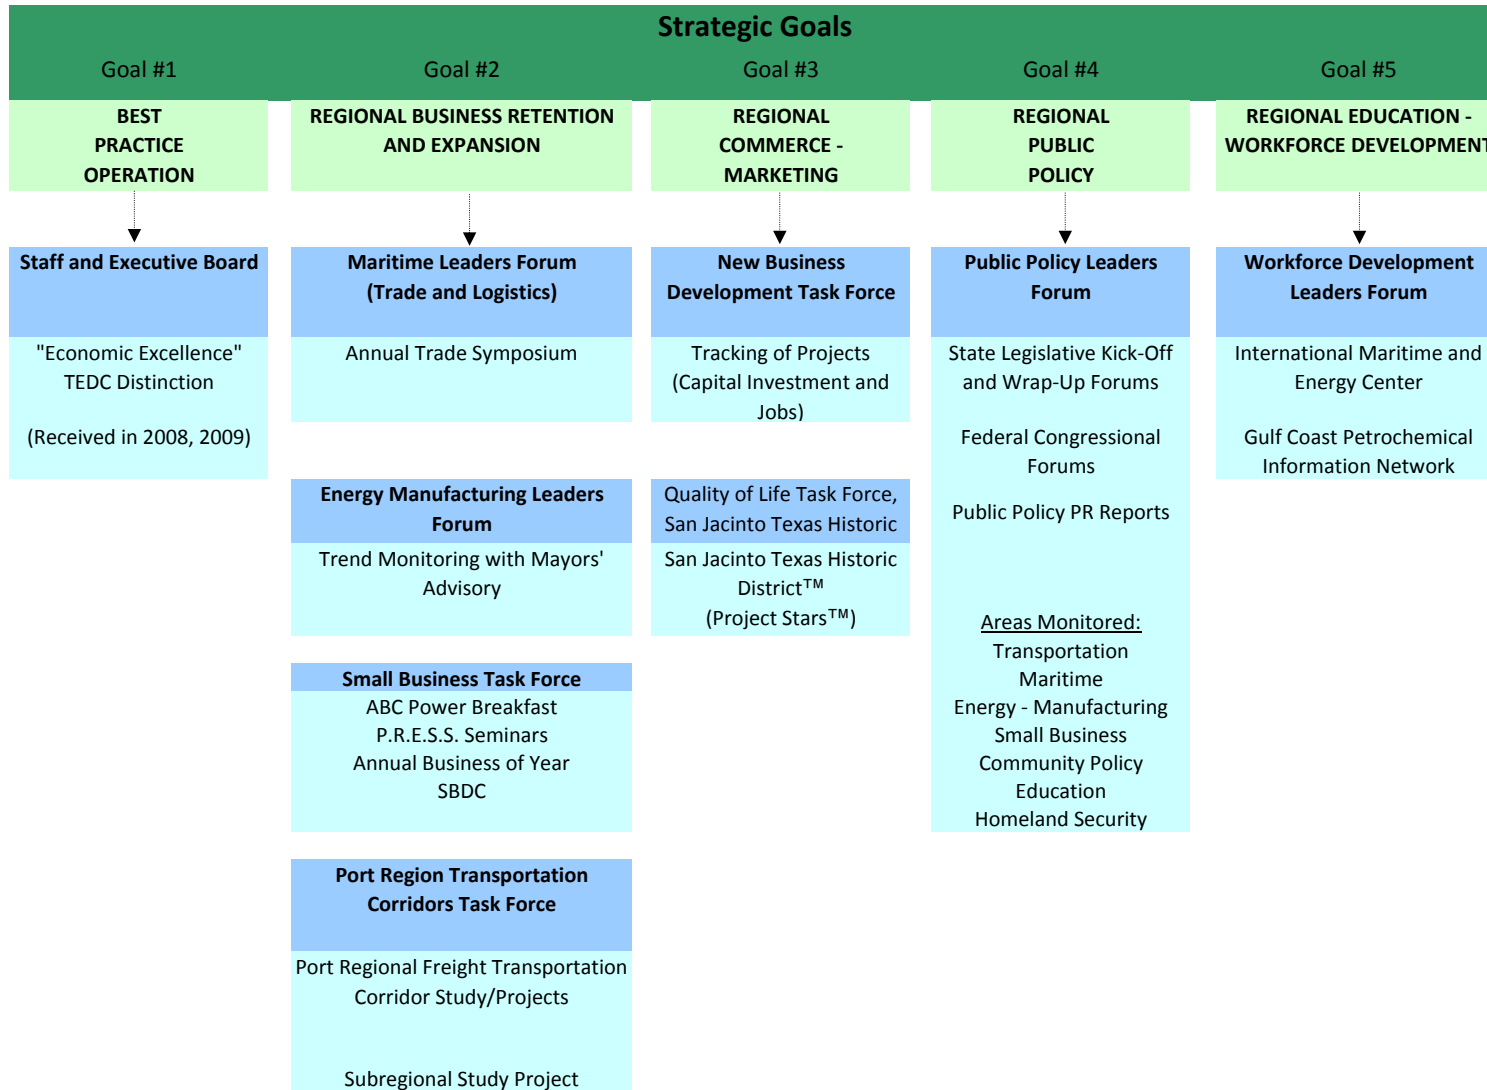 Strategic Goals
Goal #1
Goal #2
Goal #3
Goal #4
Goal #5
BEST
PRACTICE
OPERATION
REGIONAL BUSINESS RETENTION
AND EXPANSION
REGIONAL
COMMERCE -
MARKETING
REGIONAL
PUBLIC
POLICY
REGIONAL EDUCATION -
WORKFORCE DEVELOPMENT
Staff and Executive Board
"Economic Excellence"
TEDC Distinction
(Received in 2008, 2009)
Maritime Leaders Forum
(Trade and Logistics)
Annual Trade Symposium
Energy Manufacturing Leaders
Forum
Trend Monitoring with Mayors'
Advisory
Small Business Task Force
ABC Power Breakfast
P.R.E.S.S. Seminars
Annual Business of Year
SBDC
Port Region Transportation
Corridors Task Force
Port Regional Freight Transportation
Corridor Study/Projects
Subregional Study Project
New Business
Development Task Force
Tracking of Projects
(Capital Investment and
Jobs)
Quality of Life Task Force,
San Jacinto Texas Historic
San Jacinto Texas Historic
District™
(Project Stars™)
Public Policy Leaders
Forum
State Legislative Kick-Off
and Wrap-Up Forums
Federal Congressional
Forums
Public Policy PR Reports
Areas Monitored:
Transportation
Maritime
Energy - Manufacturing
Small Business
Community Policy
Education
Homeland Security
Workforce Development
Leaders Forum
International Maritime and
Energy Center
Gulf Coast Petrochemical
Information Network